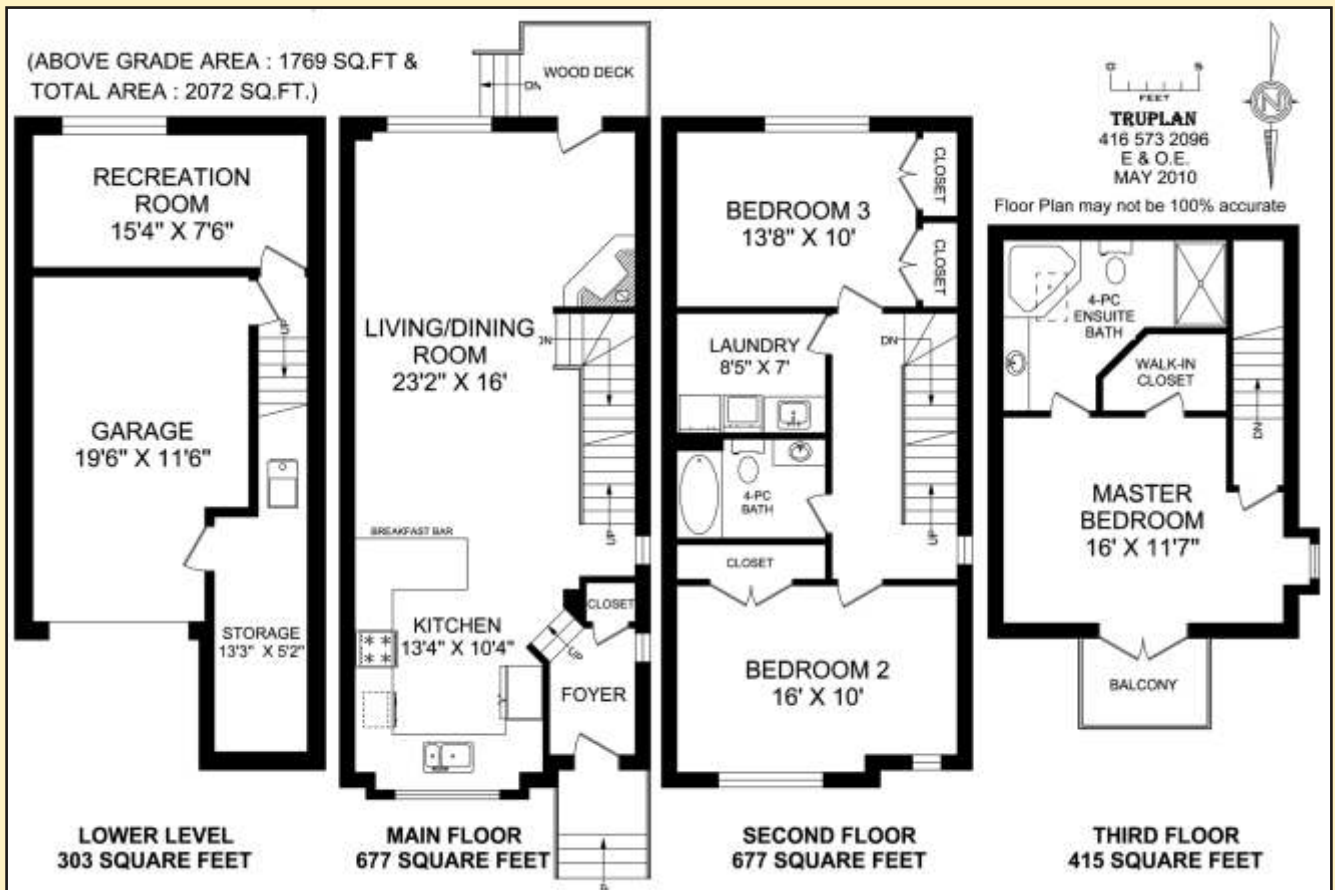 (ABOVE GRADE AREA : 1769 SQ.FT &
TOTAL AREA : 2072 SQ.FT.)
FEET
TRUPLAN
416 573 2096
E & O.E.
MAY 2010
Floor Plan may not be 100% accurate
N
RECREATION
ROOM
15'4" X 7'6"
UP
GARAGE
19'6" X 11'6"
STORAGE
13'3" X 5'2"
LOWER LEVEL
303 SQUARE FEET
WOOD DECK
DN
LIVING/DINING
ROOM
23'2" X 16'
DN
UP
BREAKFAST BAR
KITCHEN
13'4" X 10'4"
CLOSET
UP
FOYER
MAIN FLOOR
677 SQUARE FEET
BEDROOM 3
13'8" X 10'
CLOSET
CLOSET
LAUNDRY
8'5" X 7'
DN
4-PC
BATH
UP
CLOSET
BEDROOM 2
16' X 10'
SECOND FLOOR
677 SQUARE FEET
4-PC
ENSUITE
BATH
WALK-IN
CLOSET
DN
MASTER
BEDROOM
16' X 11'7"
BALCONY
THIRD FLOOR
415 SQUARE FEET